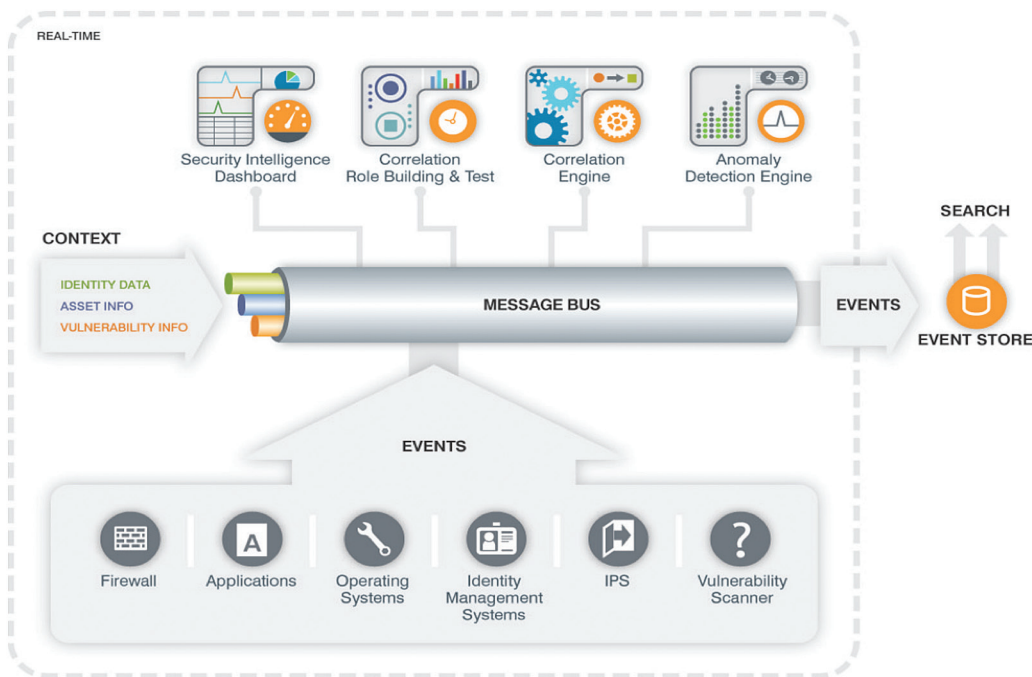 REAL-TIME
Security Intelligence
Dashboard
Correlation
Role Building & Test
Correlation
Engine
Anomaly
Detection Engine
CONTEXT
IDENTITY DATA
ASSET INFO
VULNERABILITY INFO
MESSAGE BUS
EVENTS
SEARCH
EVENT STORE
EVENTS
Firewall
A
Applications
Operating
Systems
Identity
Management
Systems
IPS
?
Vulnerability
Scanner